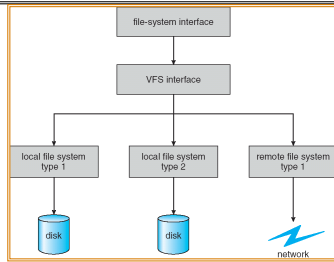 file-system interface
VFS interface
local file system
type 1
local file system
type 2
remote file system
type 1
disk
disk
network